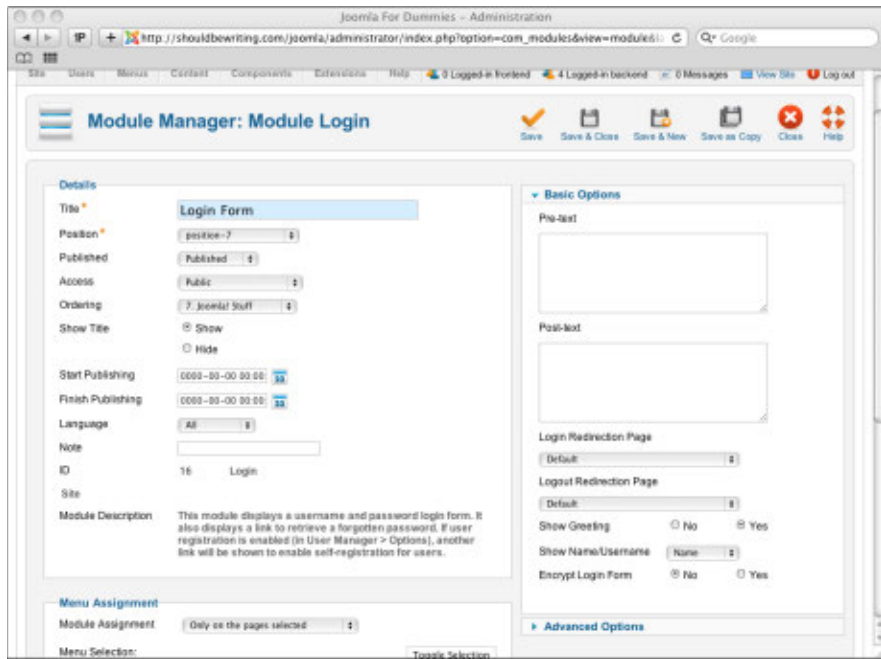 Joomla For Dummies – Administration
http://shouldbewriting.com/joomla/administrator/index.php?option=com_modules&view=module&l
Google
Site Users Menus Content Components Extensions Help 0 Logged-in frontend 4 Logged-in backend 0 Messages View Site Log out
Module Manager: Module Login
Save Save & Close Save & New Save as Copy Close Help
Details
Title *
Login Form
Position *
position-7
Published
Published
Access
Public
Ordering
7. Joomla! Stuff
Show Title
Show
Hide
Start Publishing
0000-00-00 00:00:
Finish Publishing
0000-00-00 00:00:
Language
All
Note
ID
16 Login
Site
Module Description
This module displays a username and password login form. It
also displays a link to retrieve a forgotten password. If user
registration is enabled (in User Manager > Options), another
link will be shown to enable self-registration for users.
Menu Assignment
Module Assignment
Only on the pages selected
Menu Selection:
Toggle Selection
Basic Options
Pre-text
Post-text
Login Redirection Page
Default
Logout Redirection Page
Default
Show Greeting
No Yes
Show Name/Username
Name
Encrypt Login Form
No Yes
Advanced Options